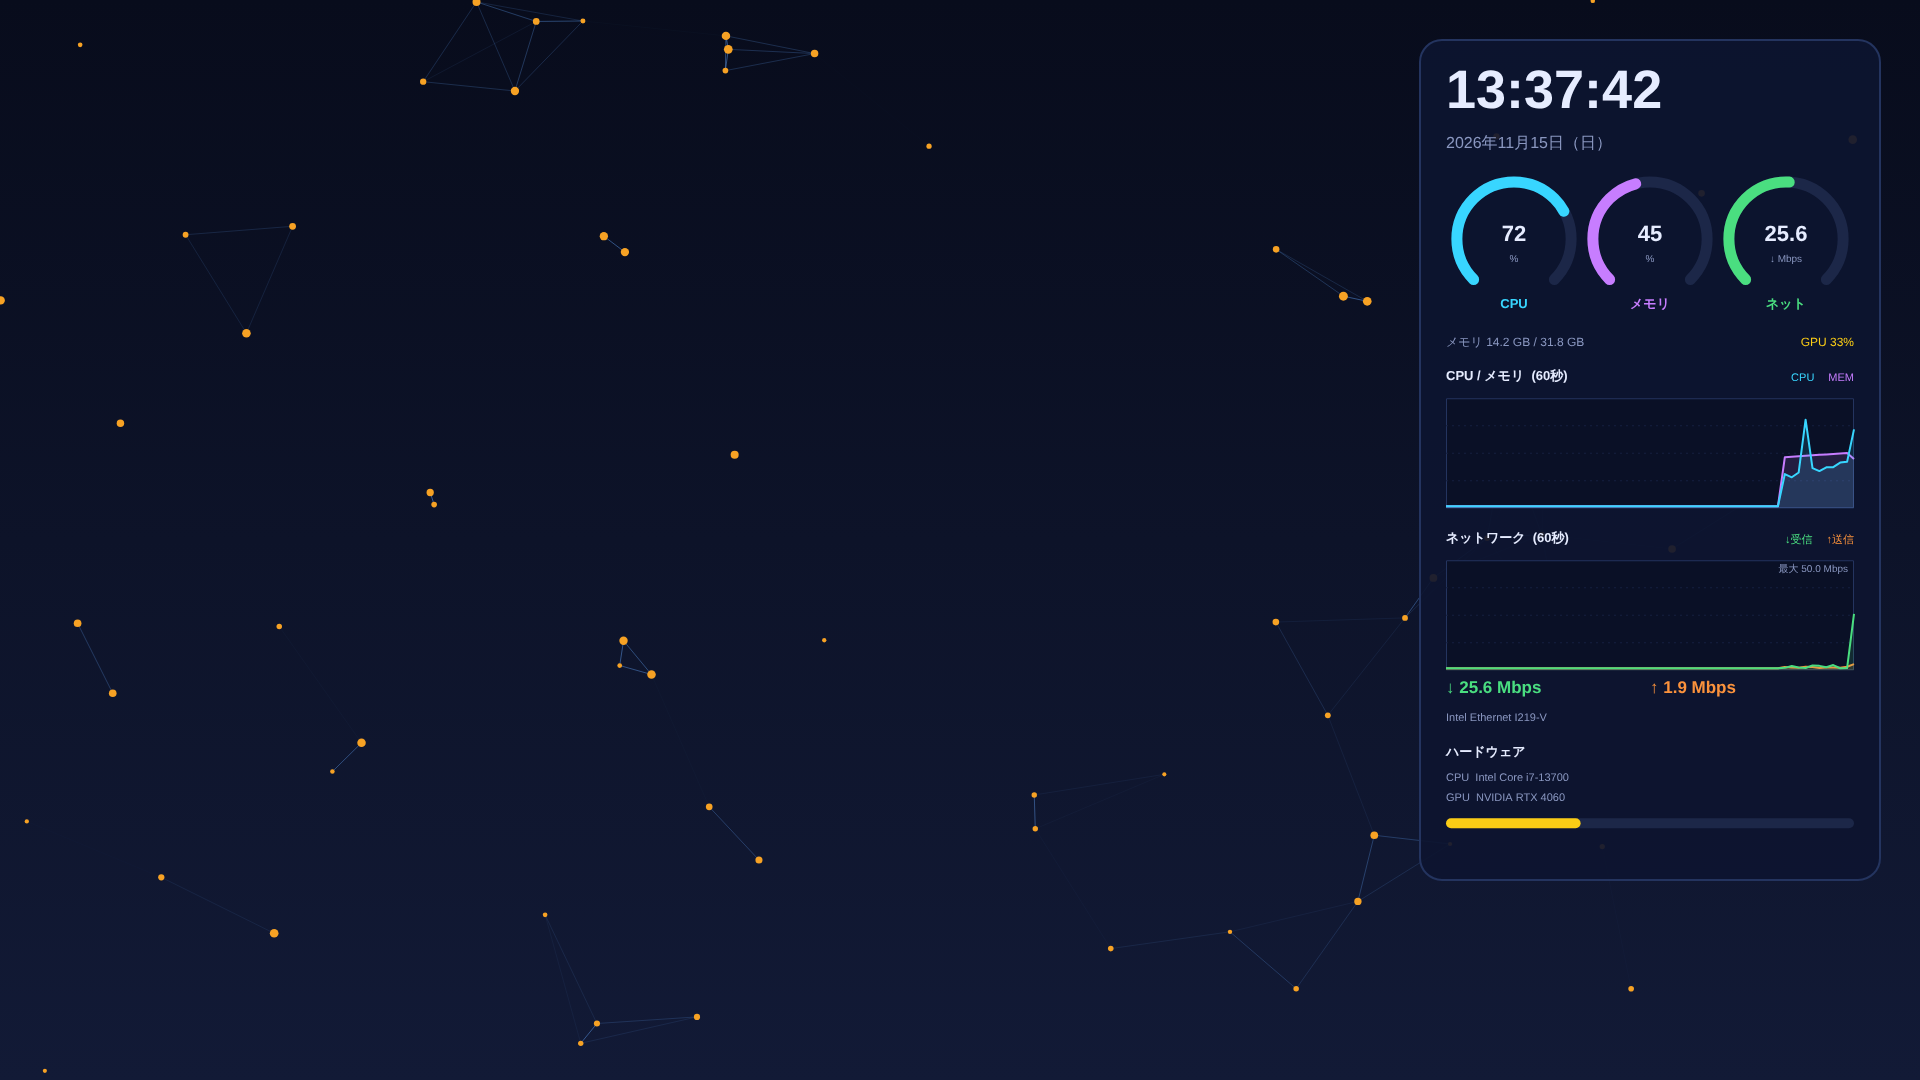 13:37:42
2026年11月15日（日）
72
%
CPU
45
%
メモリ
25.6
↓ Mbps
ネット
メモリ 14.2 GB / 31.8 GB
GPU 33%
CPU / メモリ (60秒)
CPU MEM
ネットワーク (60秒)
↓受信 ↑送信
最大 50.0 Mbps
↓ 25.6 Mbps
↑ 1.9 Mbps
Intel Ethernet I219-V
ハードウェア
CPU Intel Core i7-13700
GPU NVIDIA RTX 4060